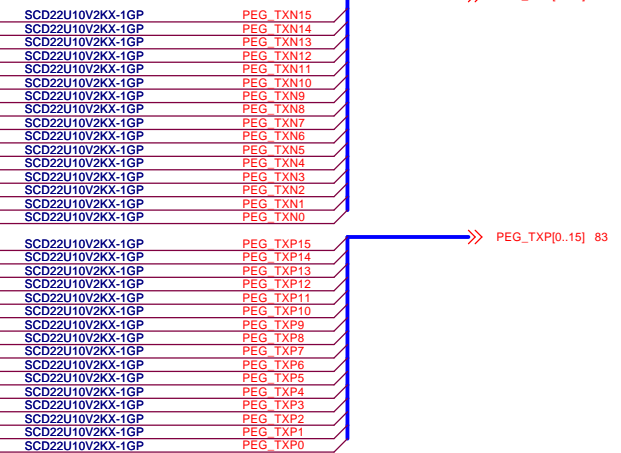 SCD22U10V2KX-1GP PEG_TXN15
SCD22U10V2KX-1GP PEG_TXN14
SCD22U10V2KX-1GP PEG_TXN13
SCD22U10V2KX-1GP PEG_TXN12
SCD22U10V2KX-1GP PEG_TXN11
SCD22U10V2KX-1GP PEG_TXN10
SCD22U10V2KX-1GP PEG_TXN9
SCD22U10V2KX-1GP PEG_TXN8
SCD22U10V2KX-1GP PEG_TXN7
SCD22U10V2KX-1GP PEG_TXN6
SCD22U10V2KX-1GP PEG_TXN5
SCD22U10V2KX-1GP PEG_TXN4
SCD22U10V2KX-1GP PEG_TXN3
SCD22U10V2KX-1GP PEG_TXN2
SCD22U10V2KX-1GP PEG_TXN1
SCD22U10V2KX-1GP PEG_TXN0
PEG_TXP[0..15] 83
SCD22U10V2KX-1GP PEG_TXP15
SCD22U10V2KX-1GP PEG_TXP14
SCD22U10V2KX-1GP PEG_TXP13
SCD22U10V2KX-1GP PEG_TXP12
SCD22U10V2KX-1GP PEG_TXP11
SCD22U10V2KX-1GP PEG_TXP10
SCD22U10V2KX-1GP PEG_TXP9
SCD22U10V2KX-1GP PEG_TXP8
SCD22U10V2KX-1GP PEG_TXP7
SCD22U10V2KX-1GP PEG_TXP6
SCD22U10V2KX-1GP PEG_TXP5
SCD22U10V2KX-1GP PEG_TXP4
SCD22U10V2KX-1GP PEG_TXP3
SCD22U10V2KX-1GP PEG_TXP2
SCD22U10V2KX-1GP PEG_TXP1
SCD22U10V2KX-1GP PEG_TXP0